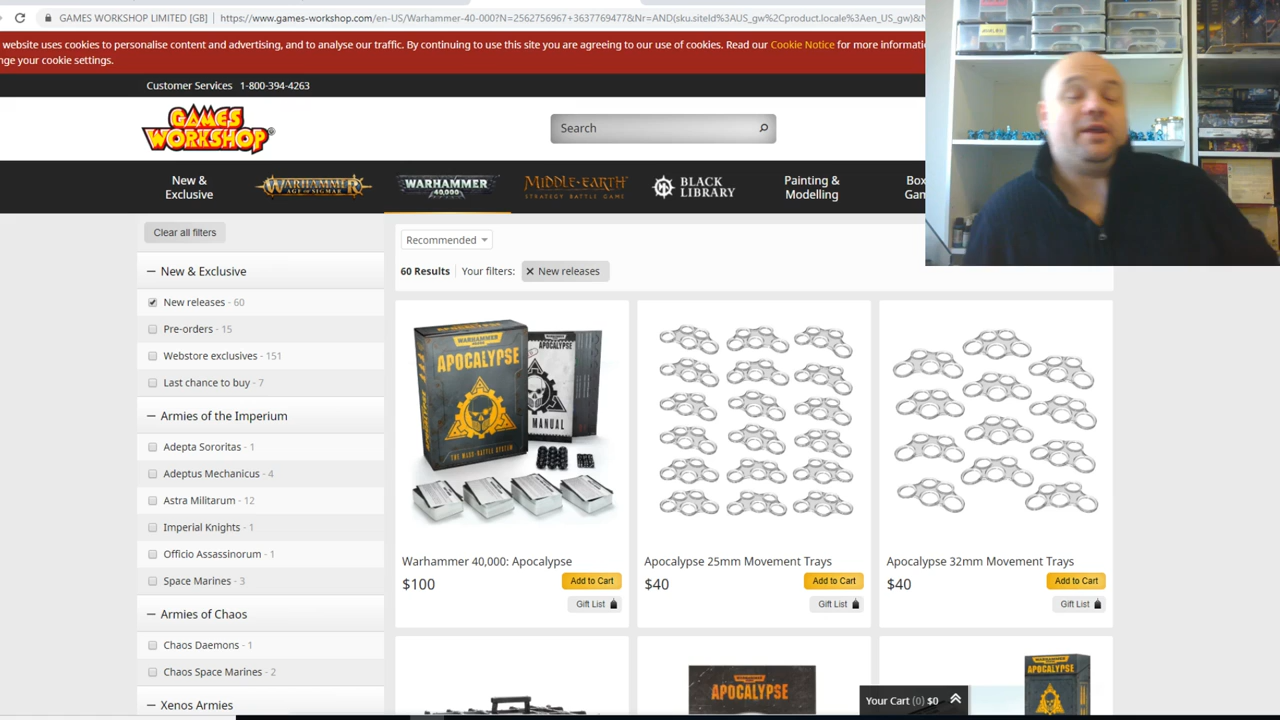 GAMES WORKSHOP LIMITED [GB]
https://www.games-workshop.com/en-US/Warhammer-40-000?N=2562756967+3637769477&Nr=AND(sku.siteId%3AUS_gw%2Cproduct.locale%3Aen_US_gw)&N
website uses cookies to personalise content and advertising, and to analyse our traffic. By continuing to use this site you are agreeing to our use of cookies. Read our Cookie Notice for more informati
nge your cookie settings.
Customer Services 1-800-394-4263
GAMES WORKSHOP
Search
New & Exclusive
WARHAMMER AGE OF SIGMAR
WARHAMMER 40,000
MIDDLE-EARTH STRATEGY BATTLE GAME
BLACK LIBRARY
Painting & Modelling
Box
Gan
Clear all filters
Recommended
60 Results
Your filters:
New releases
New & Exclusive
New releases - 60
Pre-orders - 15
Webstore exclusives - 151
Last chance to buy - 7
Armies of the Imperium
Adepta Sororitas - 1
Adeptus Mechanicus - 4
Astra Militarum - 12
Imperial Knights - 1
Officio Assassinorum - 1
Space Marines - 3
Armies of Chaos
Chaos Daemons - 1
Chaos Space Marines - 2
Xenos Armies
WARHAMMER
APOCALYPSE
THE MASS BATTLE SYSTEM
APOCALYPSE
MANUAL
Warhammer 40,000: Apocalypse
$100
Add to Cart
Gift List
Apocalypse 25mm Movement Trays
$40
Add to Cart
Gift List
Apocalypse 32mm Movement Trays
$40
Add to Cart
Gift List
APOCALYPSE
APOCALYPSE
Your Cart (0) $0